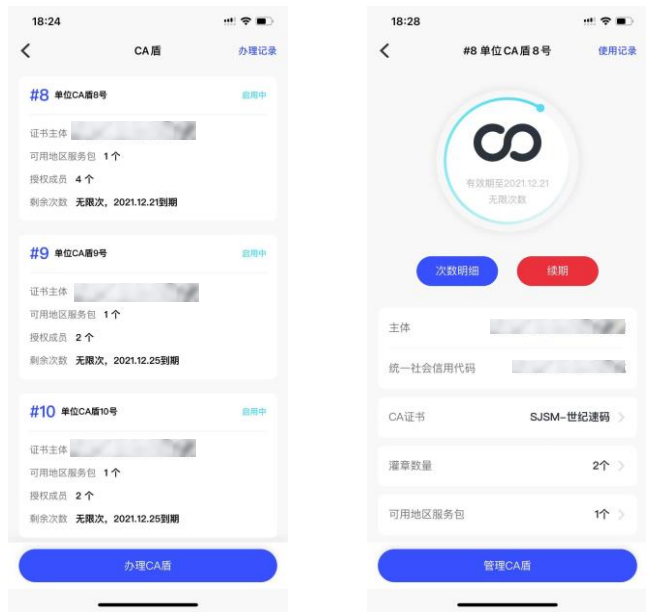 18:24
CA盾
办理记录
#8 单位CA盾8号
启用中
证书主体
可用地区服务包 1个
授权成员 4个
剩余次数 无限次，2021.12.21到期
#9 单位CA盾9号
启用中
证书主体
可用地区服务包 1个
授权成员 2个
剩余次数 无限次，2021.12.25到期
#10 单位CA盾10号
启用中
证书主体
可用地区服务包 1个
授权成员 2个
剩余次数 无限次，2021.12.25到期
办理CA盾
18:28
#8 单位CA盾8号
使用记录
有效期至2021.12.21
无限次数
次数明细
续期
主体
统一社会信用代码
CA证书 SJSM-世纪速码
灌章数量 2个
可用地区服务包 1个
管理CA盾